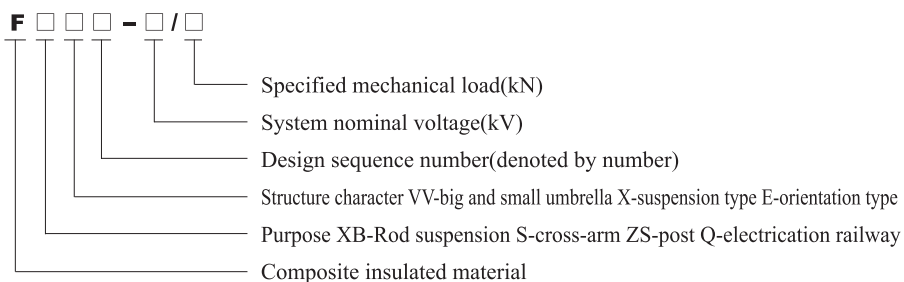 F□□□-□/□
Specified mechanical load(kN)
System nominal voltage(kV)
Design sequence number(denoted by number)
Structure character VV-big and small umbrella X-suspension type E-orientation type
Purpose XB-Rod suspension S-cross-arm ZS-post Q-electrication railway
Composite insulated material